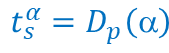 t_s^α = D_p(α)